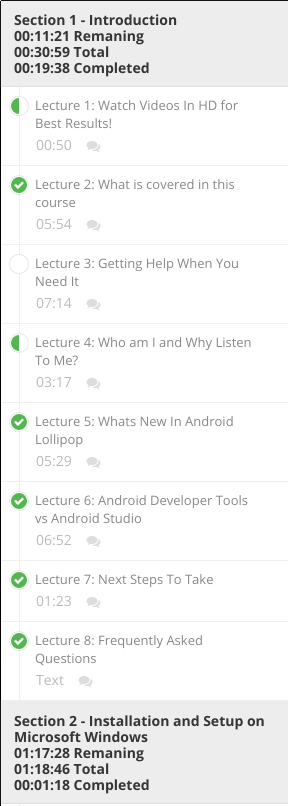 Section 1 - Introduction
00:11:21 Remaning
00:30:59 Total
00:19:38 Completed
Lecture 1: Watch Videos In HD for
Best Results!
00:50
Lecture 2: What is covered in this
course
05:54
Lecture 3: Getting Help When You
Need It
07:14
Lecture 4: Who am I and Why Listen
To Me?
03:17
Lecture 5: Whats New In Android
Lollipop
05:29
Lecture 6: Android Developer Tools
vs Android Studio
06:52
Lecture 7: Next Steps To Take
01:23
Lecture 8: Frequently Asked
Questions
Text
Section 2 - Installation and Setup on
Microsoft Windows
01:17:28 Remaning
01:18:46 Total
00:01:18 Completed